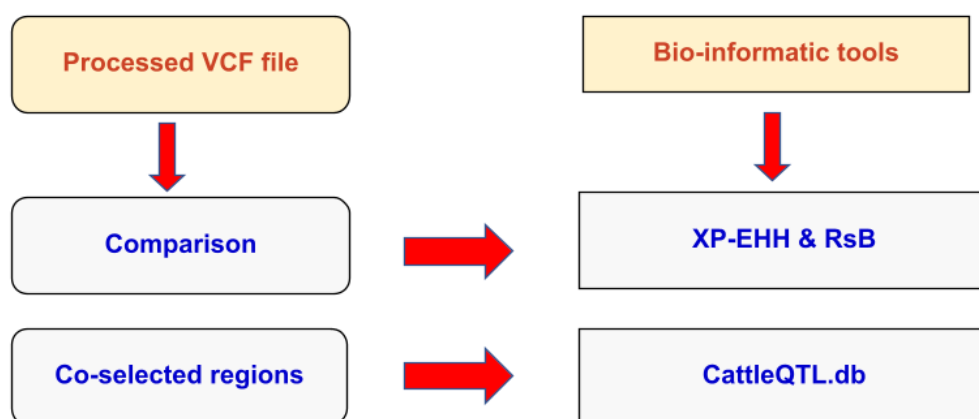 Processed VCF file
Bio-informatic tools
Comparison
XP-EHH & RsB
Co-selected regions
CattleQTL.db